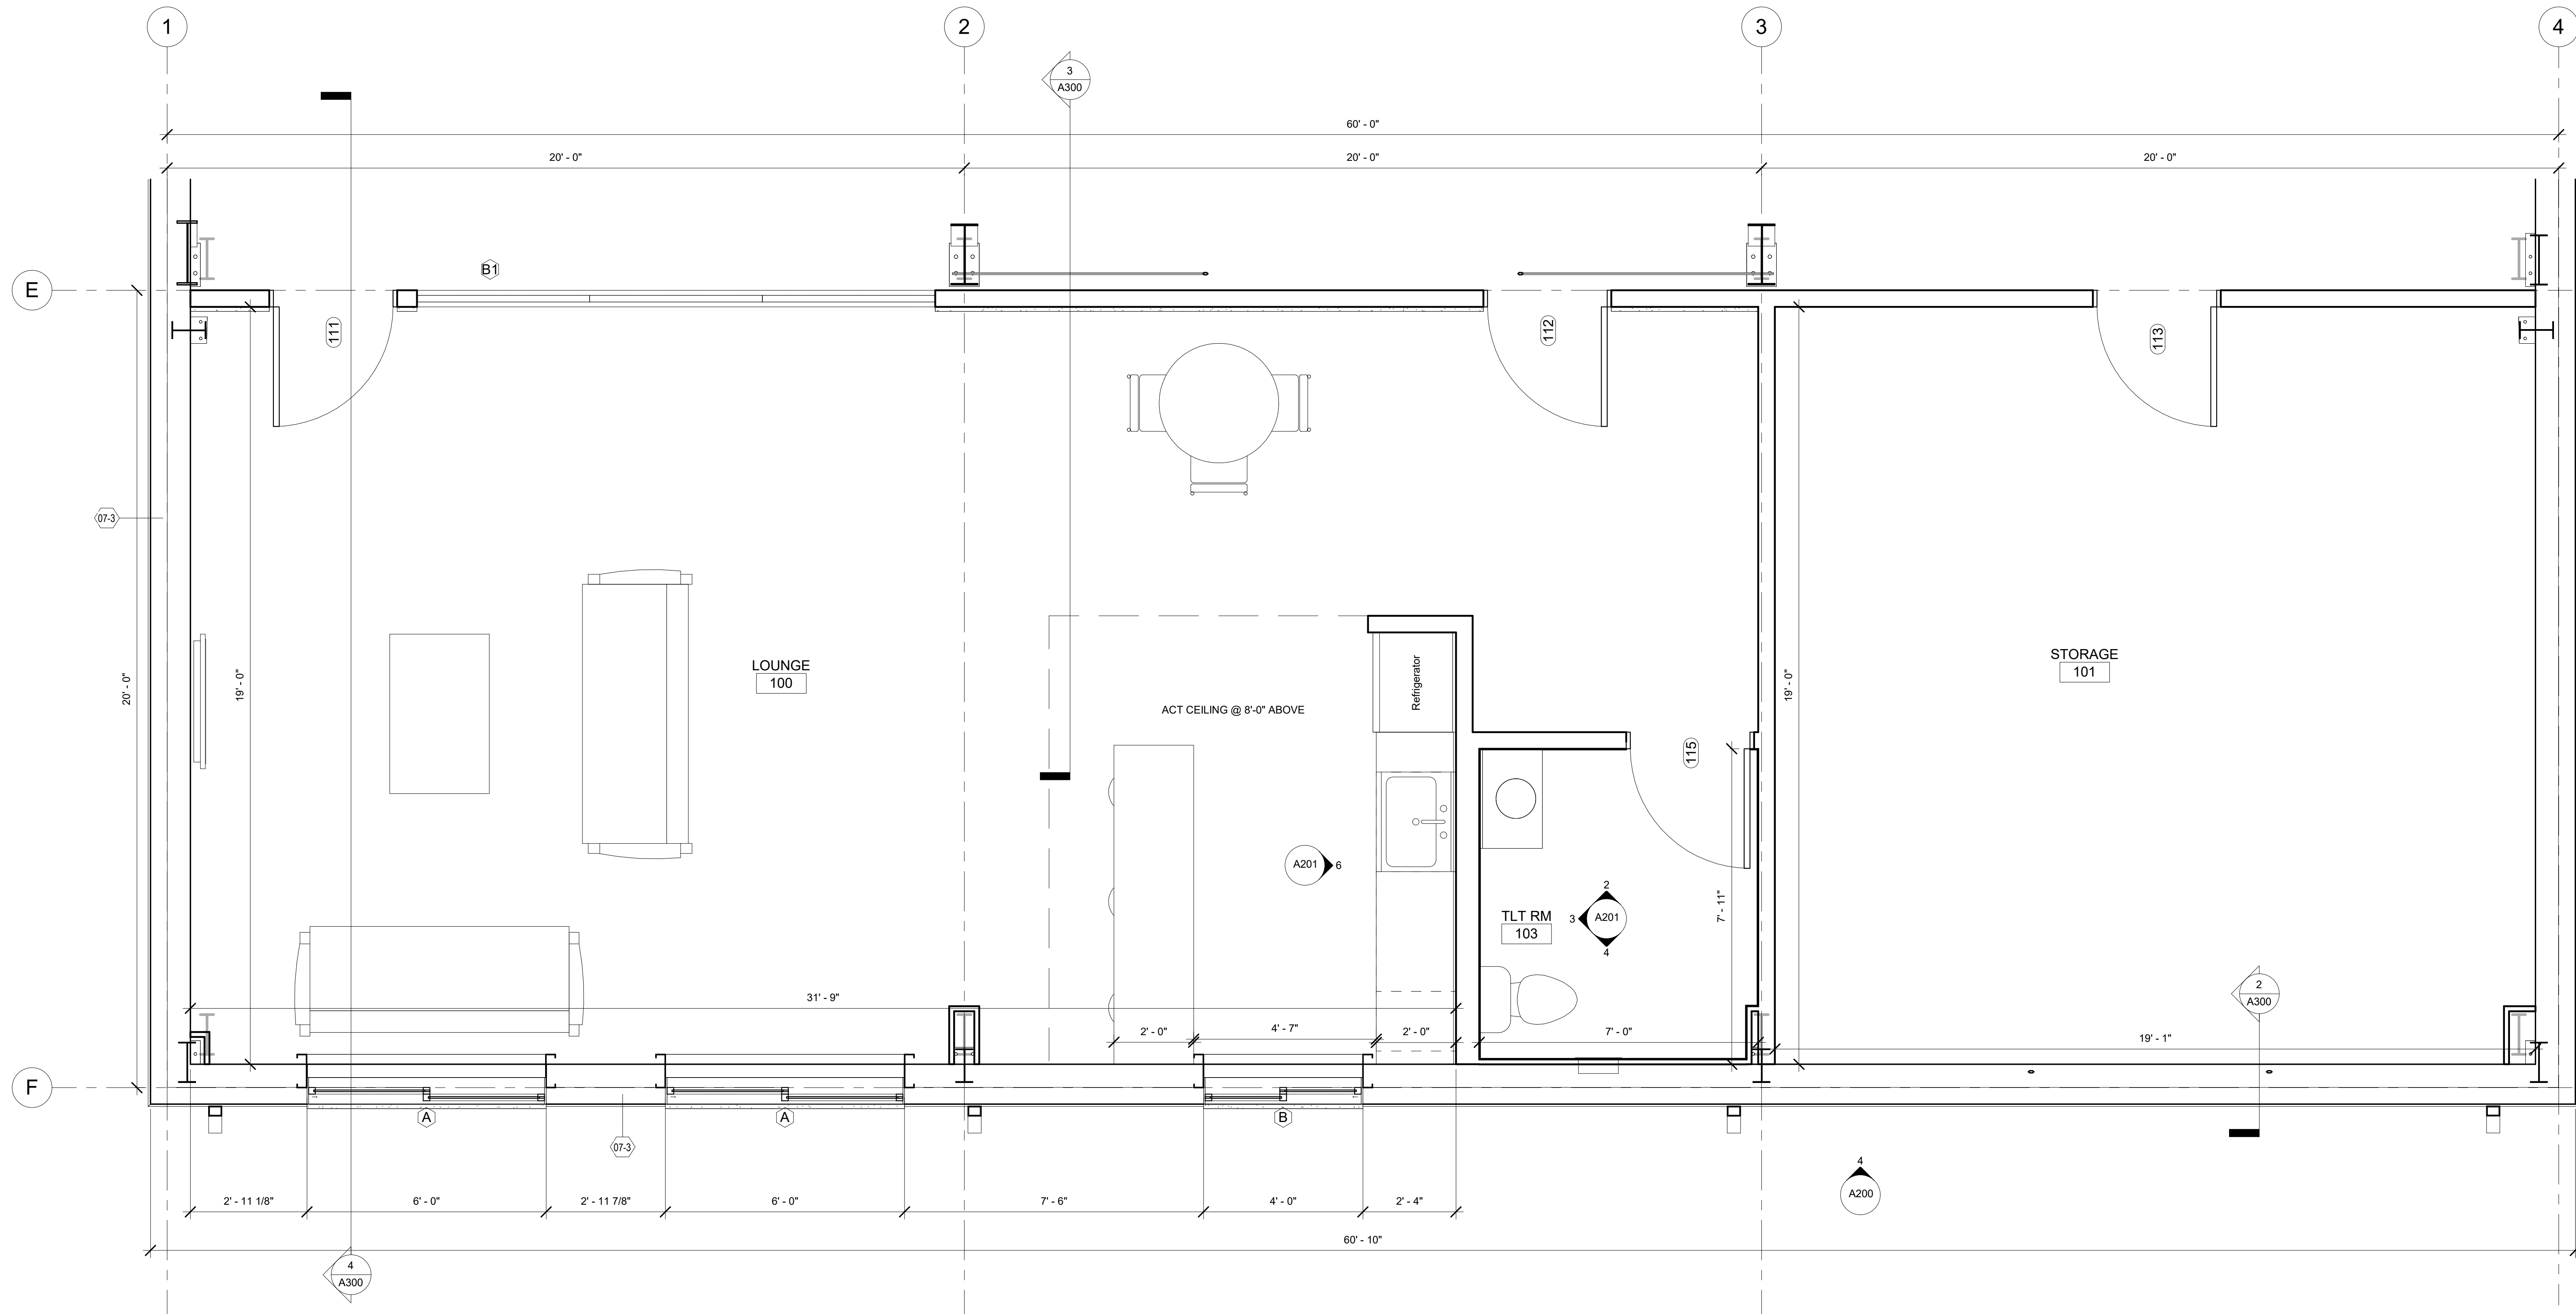 1
2
3
4
3
A300
60' - 0"
20' - 0"
20' - 0"
20' - 0"
E
B1
111
112
113
07-3
20' - 0"
19' - 0"
LOUNGE
100
Refrigerator
ACT CEILING @ 8'-0" ABOVE
STORAGE
101
19' - 0"
115
A201
6
2
3
A201
4
TLT RM
103
7' - 11"
31' - 9"
2' - 0"
4' - 7"
2' - 0"
7' - 0"
19' - 1"
2
A300
F
A
A
B
07-3
4
A200
2' - 11 1/8"
6' - 0"
2' - 11 7/8"
6' - 0"
7' - 6"
4' - 0"
2' - 4"
60' - 10"
4
A300